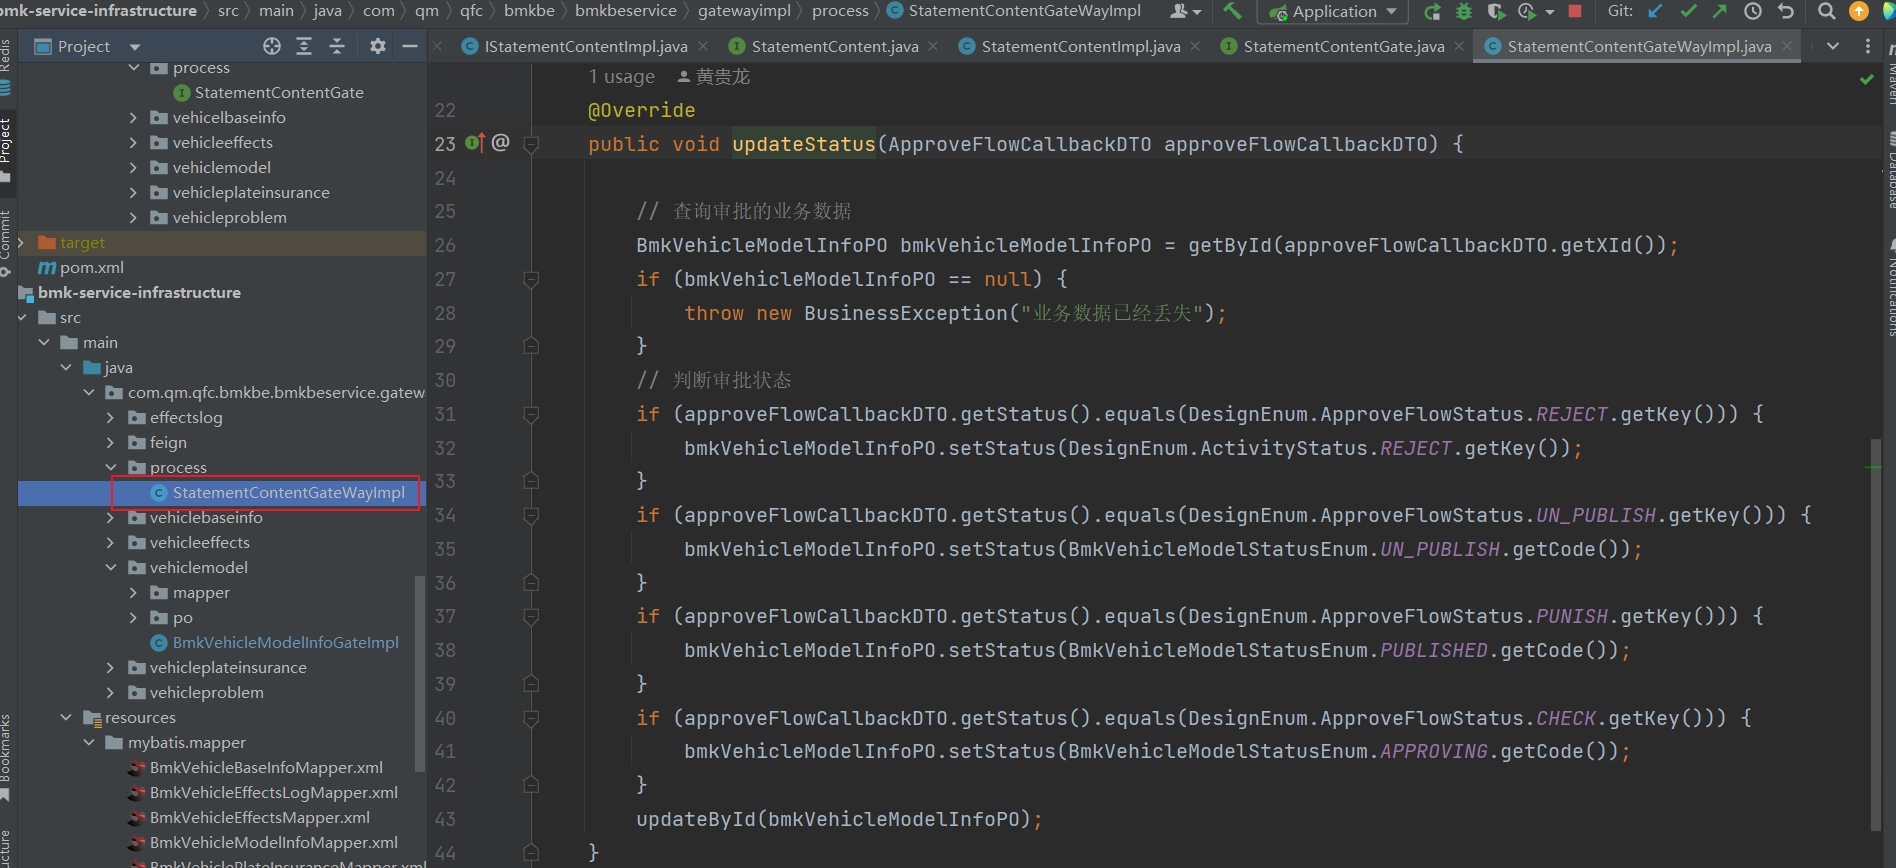 bmk-service-infrastructure src main java com qm qfc bmkbe bmkbeservice gatewayimpl process StatementContentGateWayImpl Application Git:
Project
IStatementContentImpl.java StatementContent.java StatementContentImpl.java StatementContentGate.java StatementContentGateWayImpl.java
Redis
Project
Commit
Bookmarks
process
StatementContentGate
vehicelbaseinfo
vehicleeffects
vehiclemodel
vehicleplateinsurance
vehicleproblem
target
pom.xml
bmk-service-infrastructure
src
main
java
com.qm.qfc.bmkbe.bmkbeservice.gatew
effectslog
feign
process
StatementContentGateWayImpl
vehiclebaseinfo
vehicleeffects
vehiclemodel
mapper
po
BmkVehicleModelInfoGateImpl
vehicleplateinsurance
vehicleproblem
resources
mybatis.mapper
BmkVehicleBaseInfoMapper.xml
BmkVehicleEffectsLogMapper.xml
BmkVehicleEffectsMapper.xml
BmkVehicleModelInfoMapper.xml
BmkVehiclePlateInsuranceMapper.xml
1 usage 黄贵龙
22 @Override
23 @ public void updateStatus(ApproveFlowCallbackDTO approveFlowCallbackDTO) {
24
25 // 查询审批的业务数据
26 BmkVehicleModelInfoPO bmkVehicleModelInfoPO = getById(approveFlowCallbackDTO.getXId());
27 if (bmkVehicleModelInfoPO == null) {
28 throw new BusinessException("业务数据已经丢失");
29 }
30 // 判断审批状态
31 if (approveFlowCallbackDTO.getStatus().equals(DesignEnum.ApproveFlowStatus.REJECT.getKey())) {
32 bmkVehicleModelInfoPO.setStatus(DesignEnum.ActivityStatus.REJECT.getKey());
33 }
34 if (approveFlowCallbackDTO.getStatus().equals(DesignEnum.ApproveFlowStatus.UN_PUBLISH.getKey())) {
35 bmkVehicleModelInfoPO.setStatus(BmkVehicleModelStatusEnum.UN_PUBLISH.getCode());
36 }
37 if (approveFlowCallbackDTO.getStatus().equals(DesignEnum.ApproveFlowStatus.PUNISH.getKey())) {
38 bmkVehicleModelInfoPO.setStatus(BmkVehicleModelStatusEnum.PUBLISHED.getCode());
39 }
40 if (approveFlowCallbackDTO.getStatus().equals(DesignEnum.ApproveFlowStatus.CHECK.getKey())) {
41 bmkVehicleModelInfoPO.setStatus(BmkVehicleModelStatusEnum.APPROVING.getCode());
42 }
43 updateById(bmkVehicleModelInfoPO);
44 }
Maven
Database
Notifications